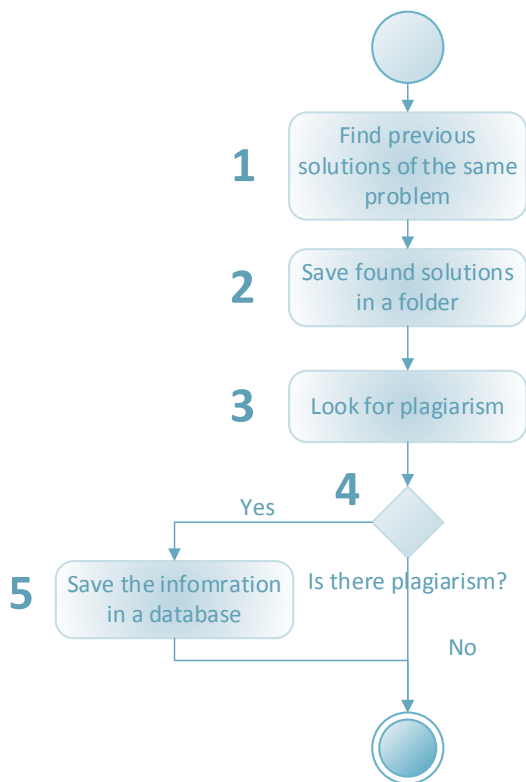 1
Find previous
solutions of the same
problem
2
Save found solutions
in a folder
3
Look for plagiarism
4
Yes
Is there plagiarism?
5
Save the infomration
in a database
No